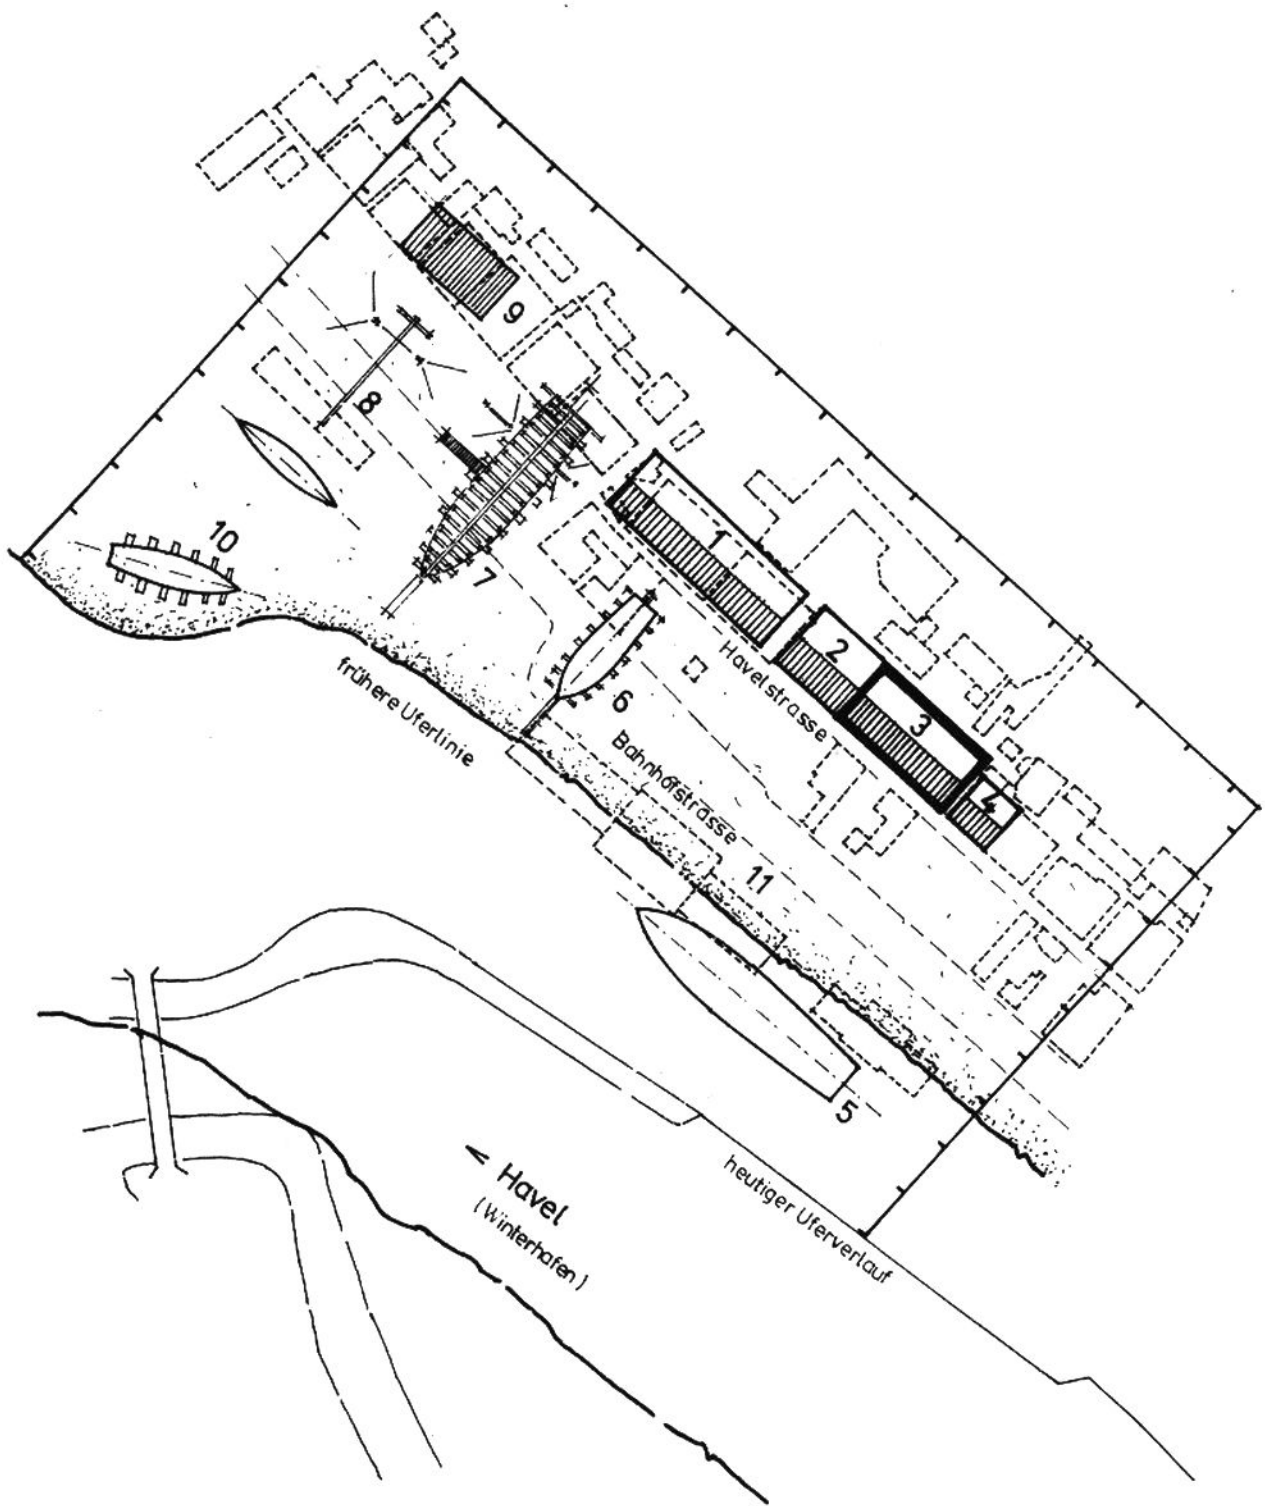 9
8
10
7
1
2
3
4
6
Havelstrasse
frühere Uferlinie
Bahnhofstrasse
11
5
Havel
(Winterhafen)
heutiger Uferverlauf